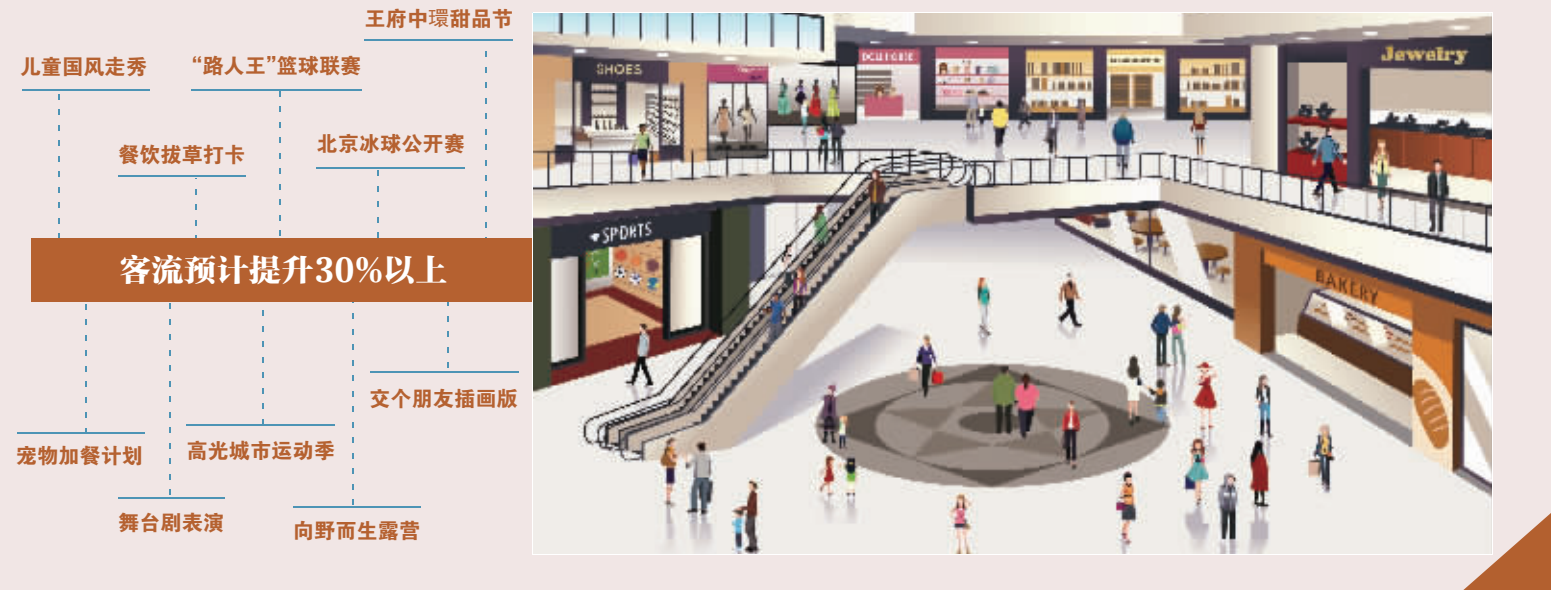 王府中環甜品节
儿童国风走秀
“路人王”篮球联赛
北京冰球公开赛
餐饮拔草打卡
客流预计提升30%以上
交个朋友插画版
宠物加餐计划
高光城市运动季
舞台剧表演
向野而生露营
SHOES
Jewelry
SPORTS
BAKERY